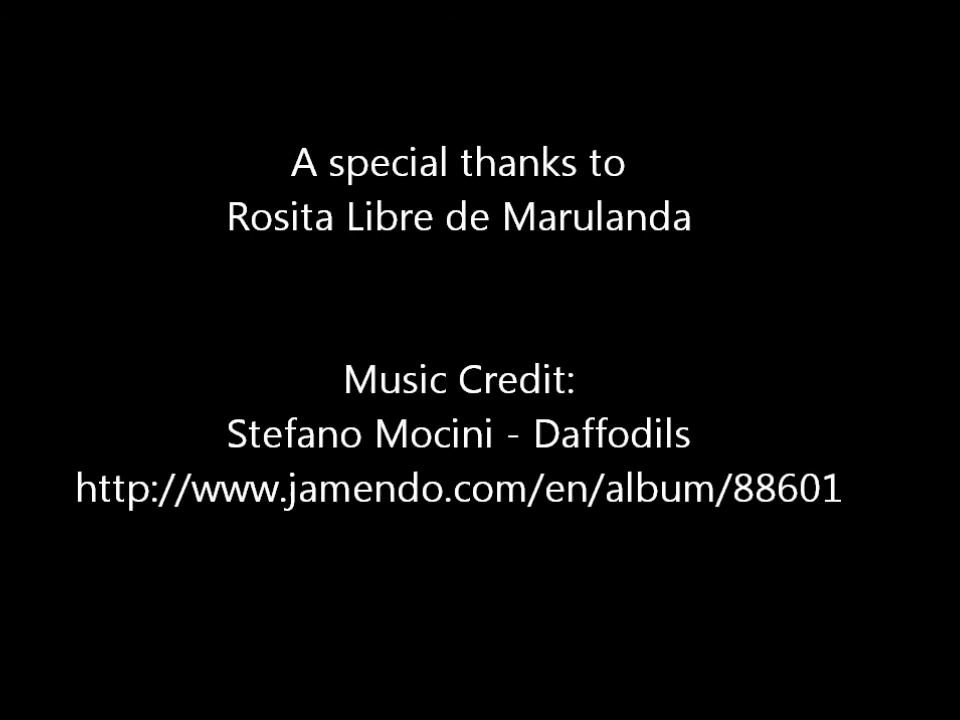 A special thanks to
Rosita Libre de Marulanda
Music Credit:
Stefano Mocini - Daffodils
http://www.jamendo.com/en/album/88601